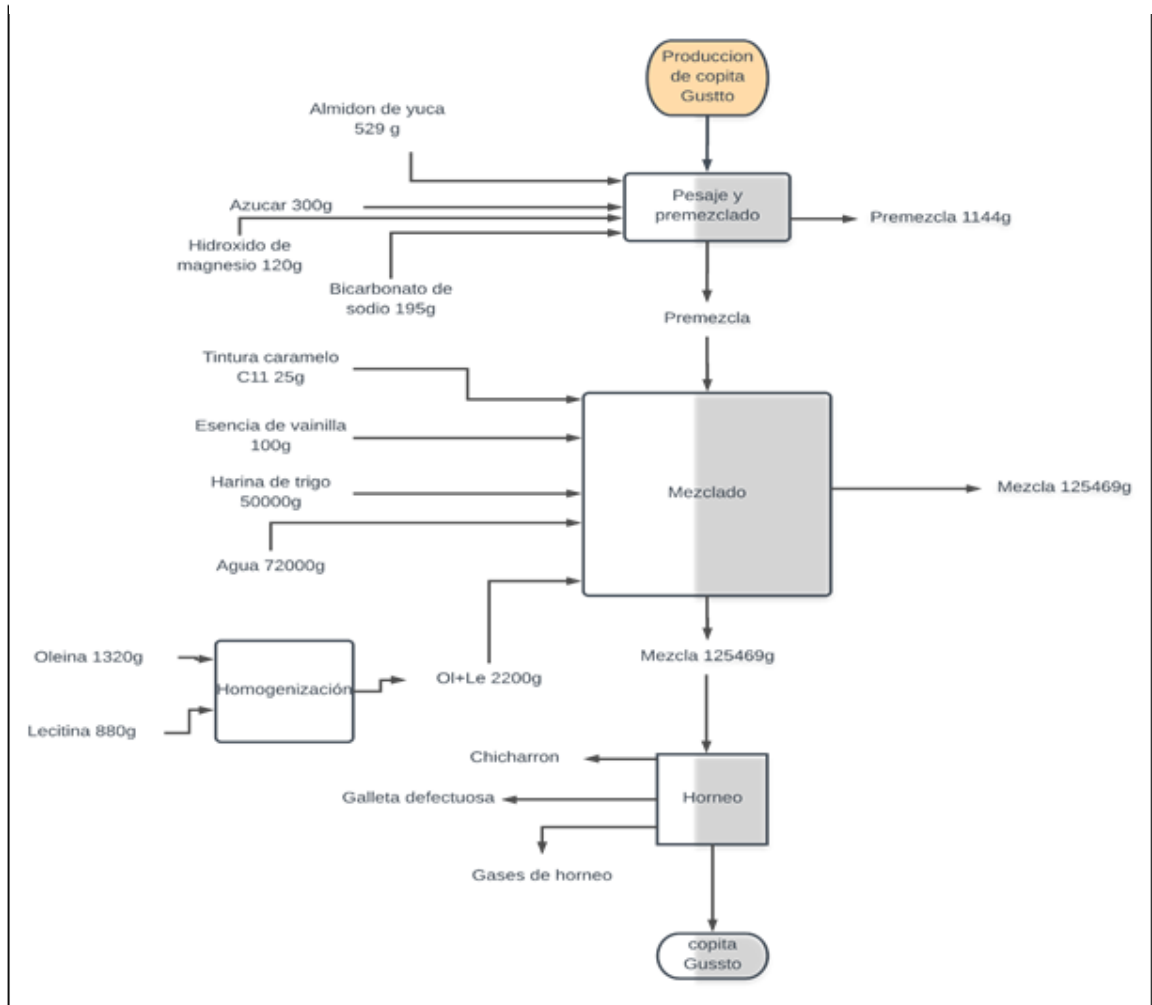 Produccion
de copita
Gustto
Almidon de yuca
529 g
Pesaje y
premezclado
Azucar 300g
Premezcla 1144g
Hidroxido de
magnesio 120g
Bicarbonato de
sodio 195g
Premezcla
Tintura caramelo
C11 25g
Esencia de vainilla
100g
Harina de trigo
50000g
Mezclado
Mezcla 125469g
Agua 72000g
Oleina 1320g
Mezcla 125469g
Homogenización
Ol+Le 2200g
Lecitina 880g
Chicharron
Galleta defectuosa
Horneo
Gases de horneo
copita
Gussto